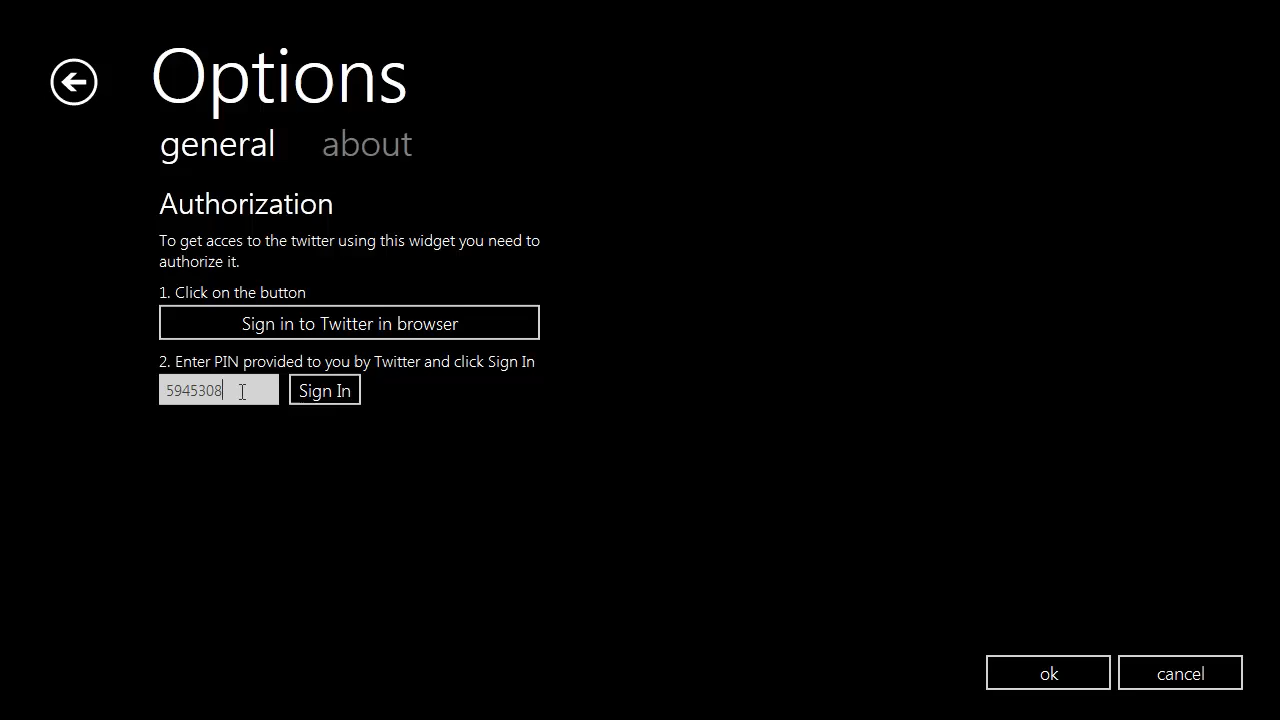 Options
general about
Authorization
To get acces to the twitter using this widget you need to
authorize it.
1. Click on the button
Sign in to Twitter in browser
2. Enter PIN provided to you by Twitter and click Sign In
5945308 Sign In
ok cancel